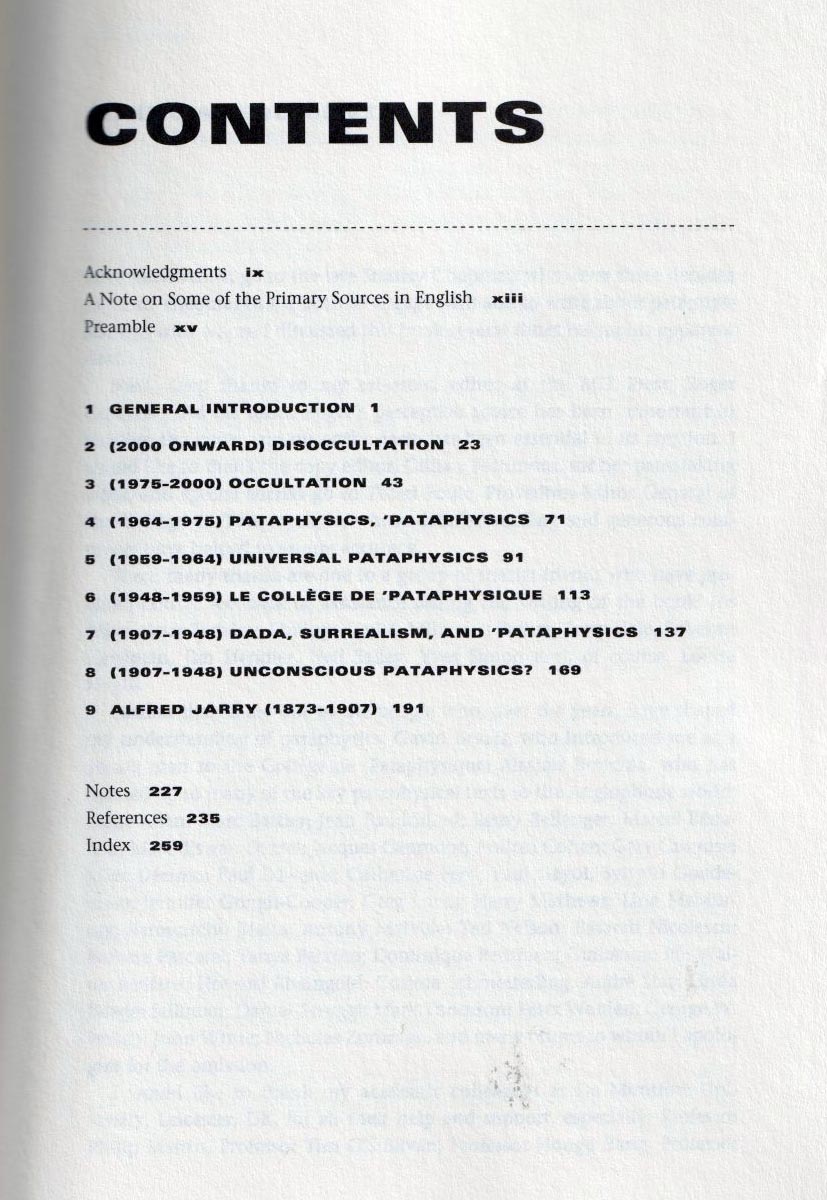 CONTENTS
Acknowledgments ix
A Note on Some of the Primary Sources in English xiii
Preamble xv
1 GENERAL INTRODUCTION 1
2 (2000 ONWARD) DISOCCULTATION 23
3 (1975-2000) OCCULTATION 43
4 (1964-1975) PATAPHYSICS, 'PATAPHYSICS 71
5 (1959-1964) UNIVERSAL PATAPHYSICS 91
6 (1948-1959) LE COLLÈGE DE 'PATAPHYSIQUE 113
7 (1907-1948) DADA, SURREALISM, AND 'PATAPHYSICS 137
8 (1907-1948) UNCONSCIOUS PATAPHYSICS? 169
9 ALFRED JARRY (1873-1907) 191
Notes 227
References 235
Index 259